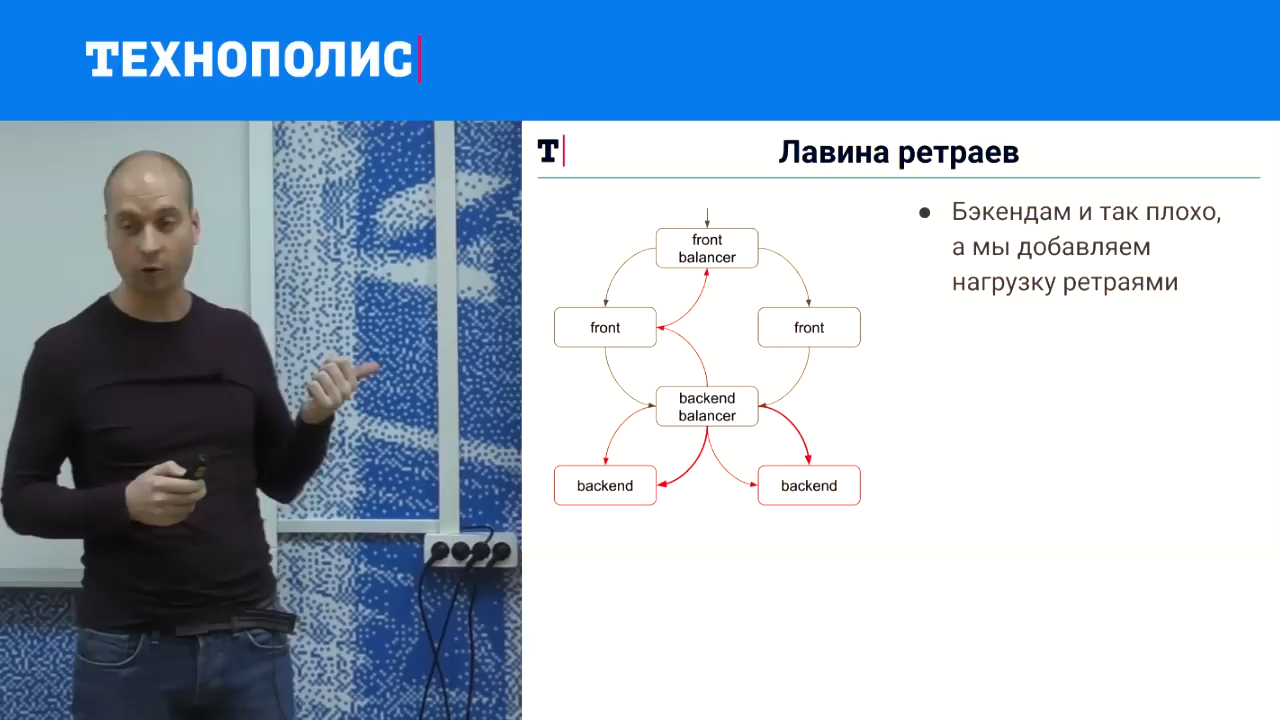 ТЕХНОПОЛИС
Т
Лавина ретраев
Бэкендам и так плохо,
а мы добавляем
нагрузку ретраями
front
balancer
front
front
backend
balancer
backend
backend